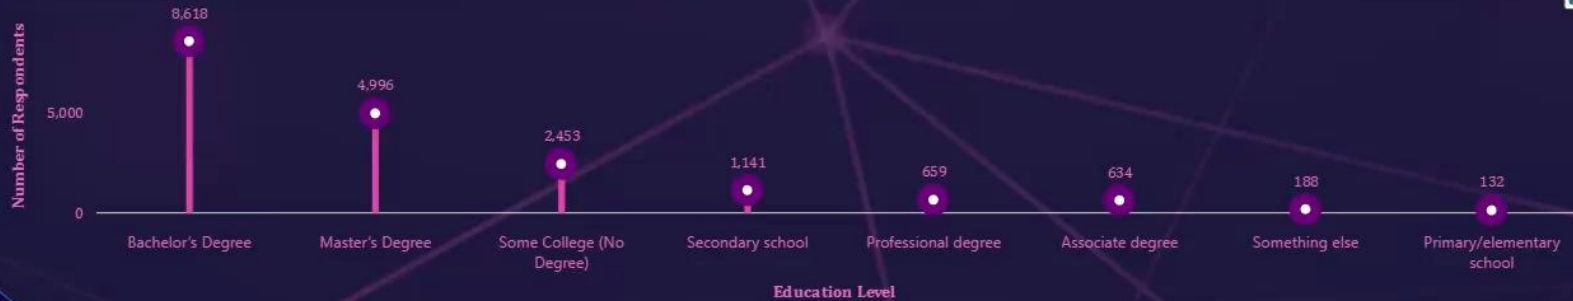 Number of Respondents
5,000
0
8,618
4,996
2,453
1,141
659
634
188
132
Bachelor's Degree
Master's Degree
Some College (No
Degree)
Secondary school
Professional degree
Associate degree
Something else
Primary/elementary
school
Education Level